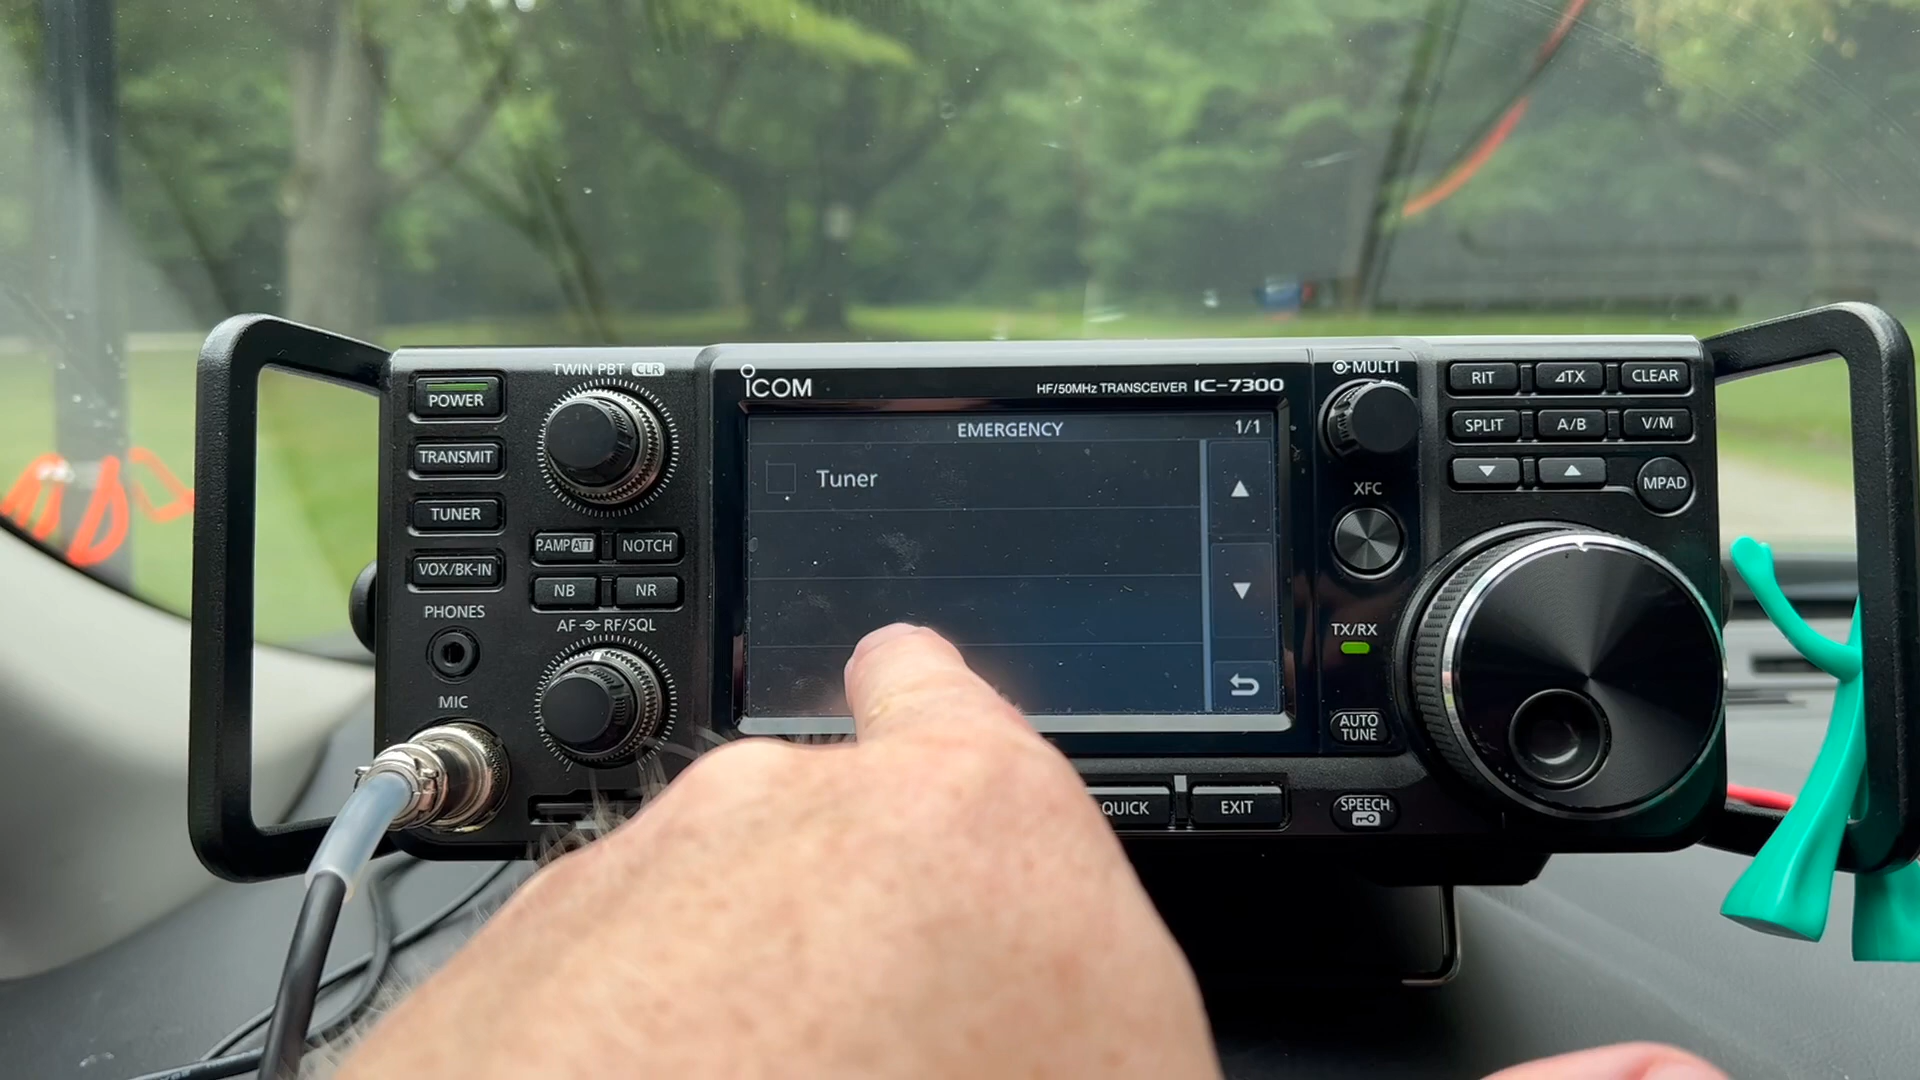 TWIN PBT CLR
POWER
TRANSMIT
TUNER
VOX/BK-IN
P.AMP ATT
NOTCH
NB
NR
PHONES
AF RF/SQL
MIC
ICOM
HF/50MHz TRANSCEIVER IC-7300
EMERGENCY
1/1
Tuner
QUICK
EXIT
MULTI
XFC
TX/RX
AUTO
TUNE
SPEECH
RIT
⊿TX
CLEAR
SPLIT
A/B
V/M
MPAD